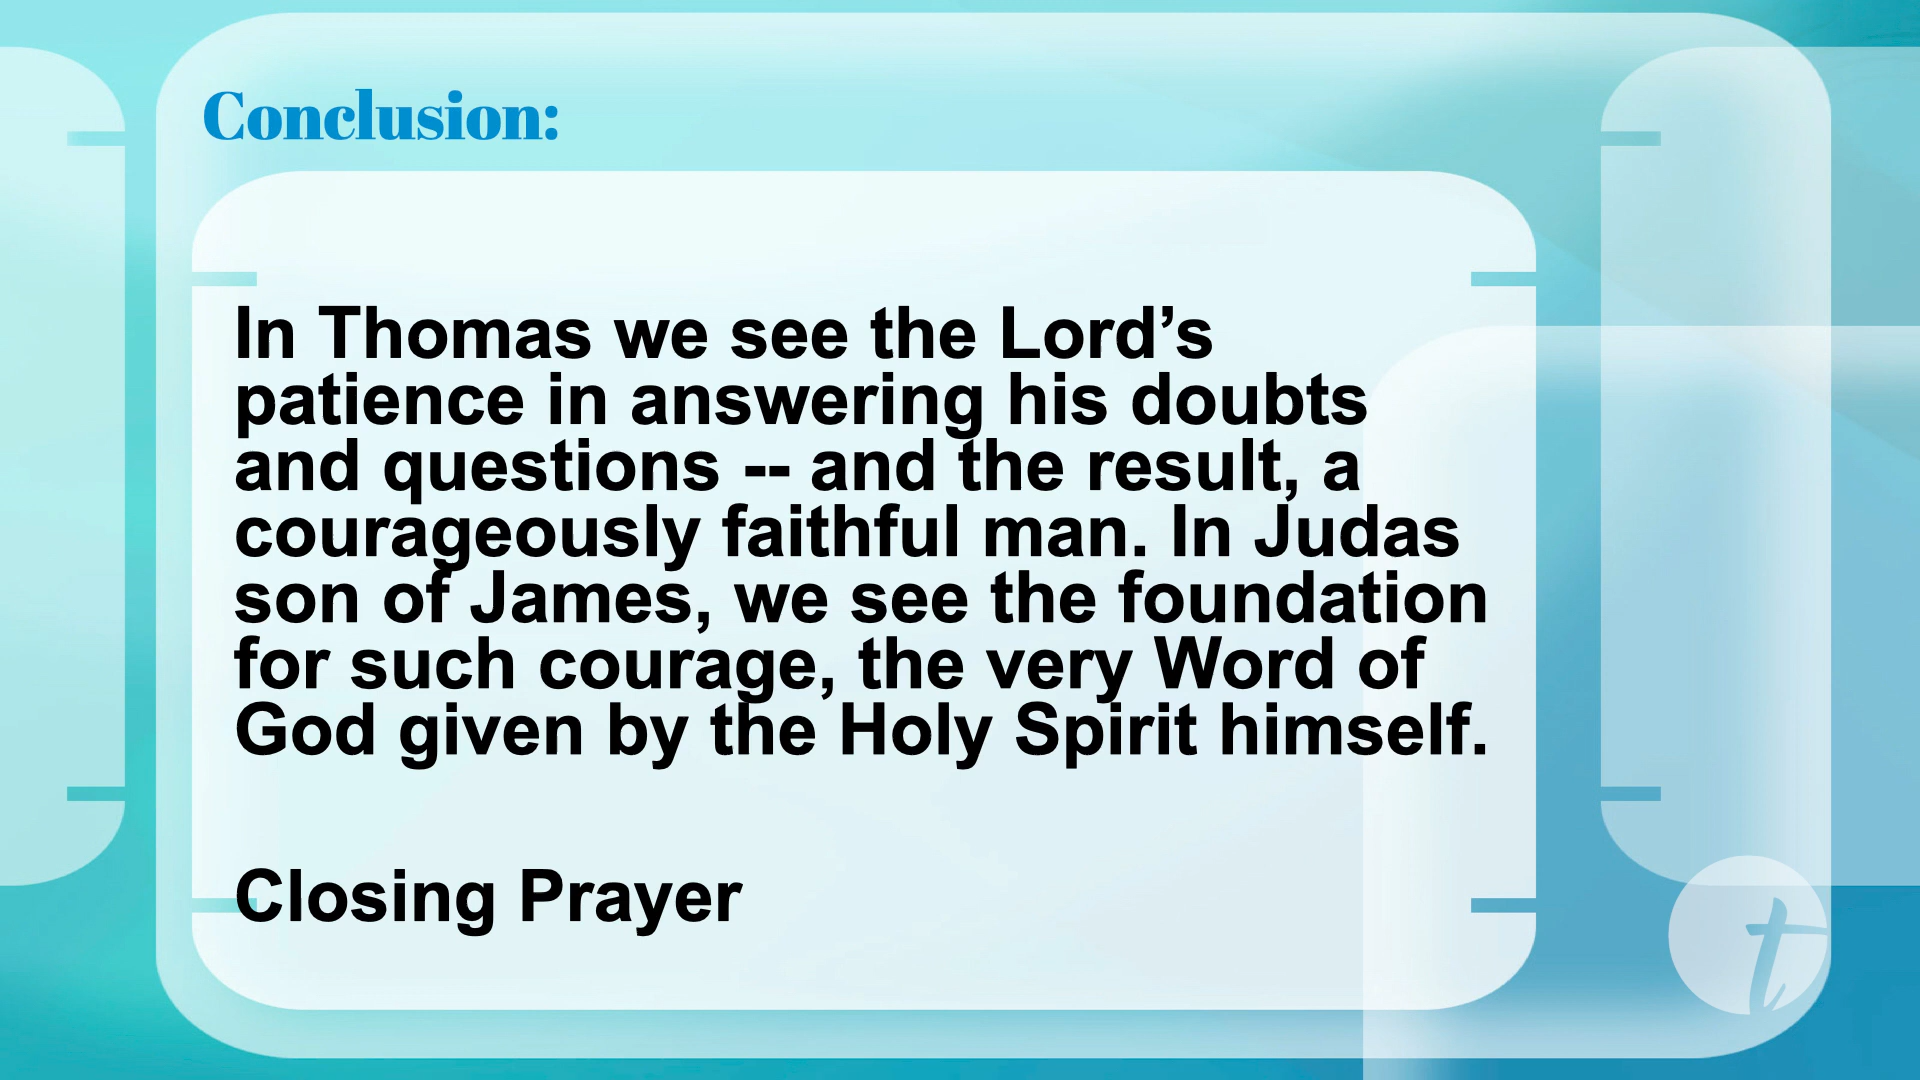 Conclusion:
In Thomas we see the Lord’s
patience in answering his doubts
and questions -- and the result, a
courageously faithful man. In Judas
son of James, we see the foundation
for such courage, the very Word of
God given by the Holy Spirit himself.
Closing Prayer